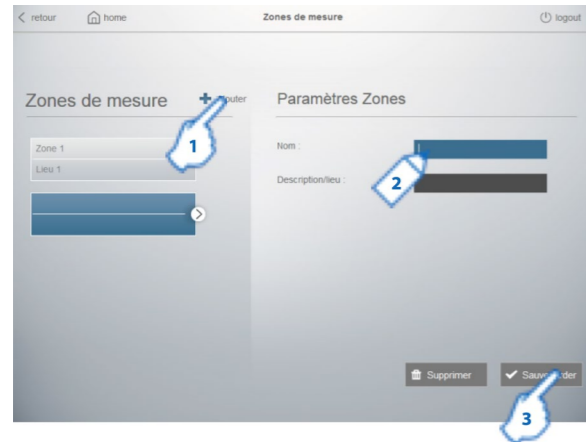 retour
home
Zones de mesure
logout
Zones de mesure
Paramètres Zones
Zone 1
Lieu 1
Nom :
Description/lieu :
1
2
Supprimer
3